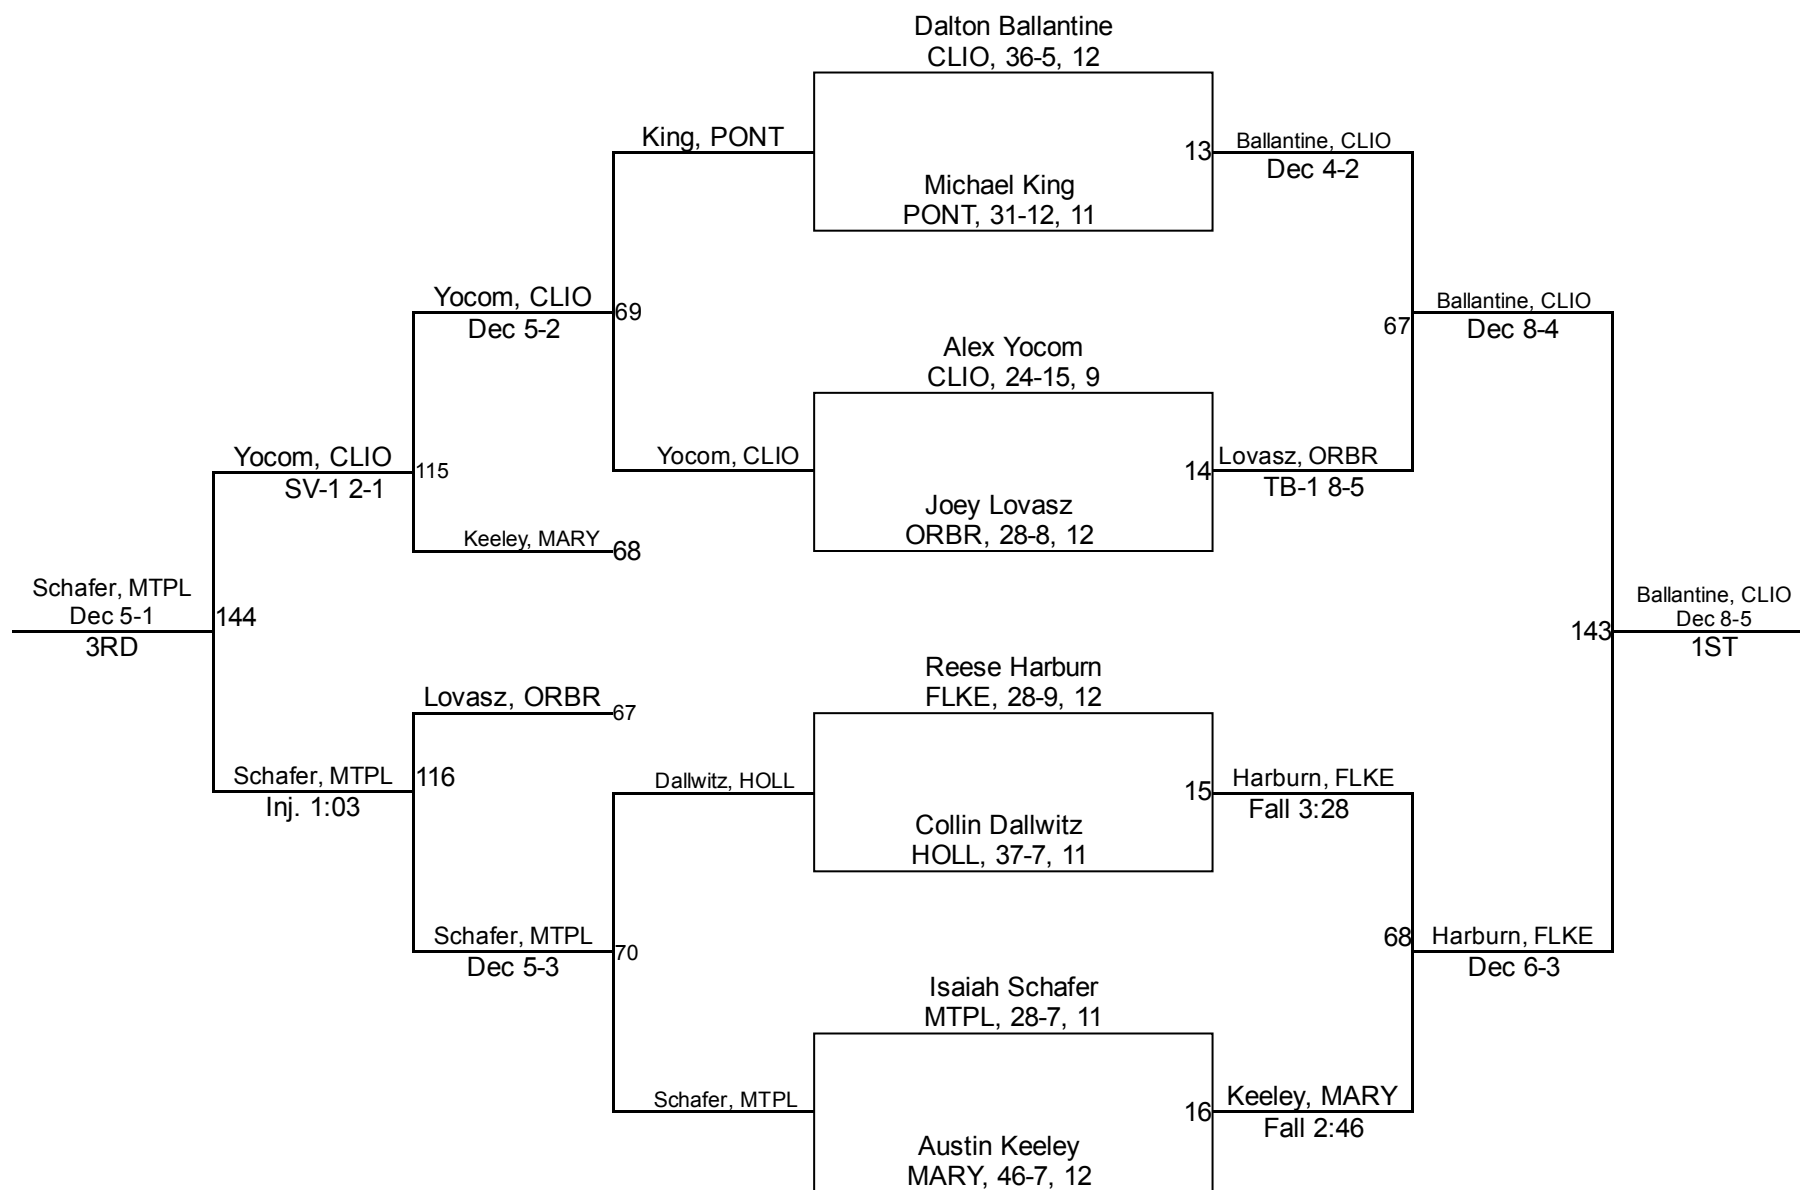 Dalton Ballantine
CLIO, 36-5, 12
King, PONT
13
Ballantine, CLIO
Dec 4-2
Michael King
PONT, 31-12, 11
Yocom, CLIO
Dec 5-2
69
67
Ballantine, CLIO
Dec 8-4
Alex Yocom
CLIO, 24-15, 9
Yocom, CLIO
SV-1 2-1
115
Yocom, CLIO
14
Lovasz, ORBR
TB-1 8-5
Joey Lovasz
ORBR, 28-8, 12
Keeley, MARY
68
Schafer, MTPL
Dec 5-1
3RD
144
143
Ballantine, CLIO
Dec 8-5
1ST
Reese Harburn
FLKE, 28-9, 12
Lovasz, ORBR
67
Schafer, MTPL
Inj. 1:03
116
Dallwitz, HOLL
15
Harburn, FLKE
Fall 3:28
Collin Dallwitz
HOLL, 37-7, 11
Schafer, MTPL
Dec 5-3
70
68
Harburn, FLKE
Dec 6-3
Isaiah Schafer
MTPL, 28-7, 11
Schafer, MTPL
16
Keeley, MARY
Fall 2:46
Austin Keeley
MARY, 46-7, 12